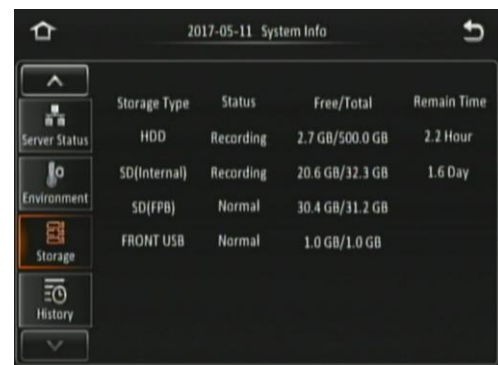 2017-05-11 System Info
Storage Type Status Free/Total Remain Time
HDD Recording 2.7 GB/500.0 GB 2.2 Hour
SD(Internal) Recording 20.6 GB/32.3 GB 1.6 Day
SD(FPB) Normal 30.4 GB/31.2 GB
FRONT USB Normal 1.0 GB/1.0 GB
Server Status
Environment
Storage
History